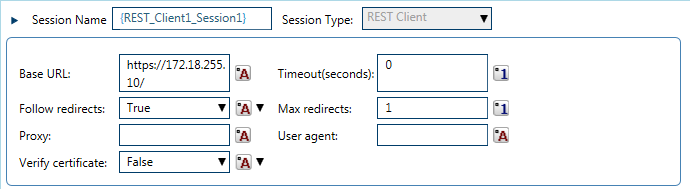 Session Name {REST_Client1_Session1} Session Type: REST Client
Base URL: https://172.18.255.
10/ Timeout(seconds): 0
Follow redirects: True Max redirects: 1
Proxy: User agent:
Verify certificate: False